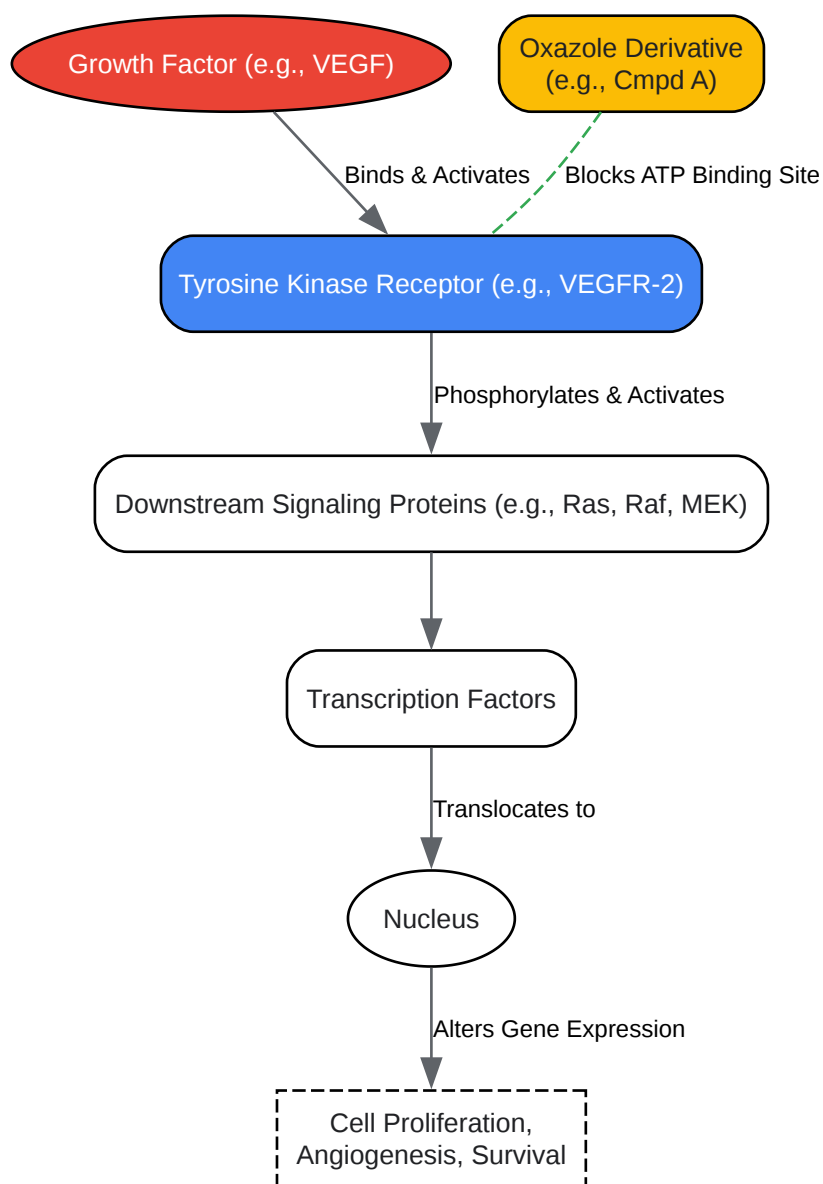 Growth Factor (e.g., VEGF)
Oxazole Derivative
(e.g., Cmpd A)
Binds & Activates
Blocks ATP Binding Site
Tyrosine Kinase Receptor (e.g., VEGFR-2)
Phosphorylates & Activates
Downstream Signaling Proteins (e.g., Ras, Raf, MEK)
Transcription Factors
Translocates to
Nucleus
Alters Gene Expression
Cell Proliferation,
Angiogenesis, Survival